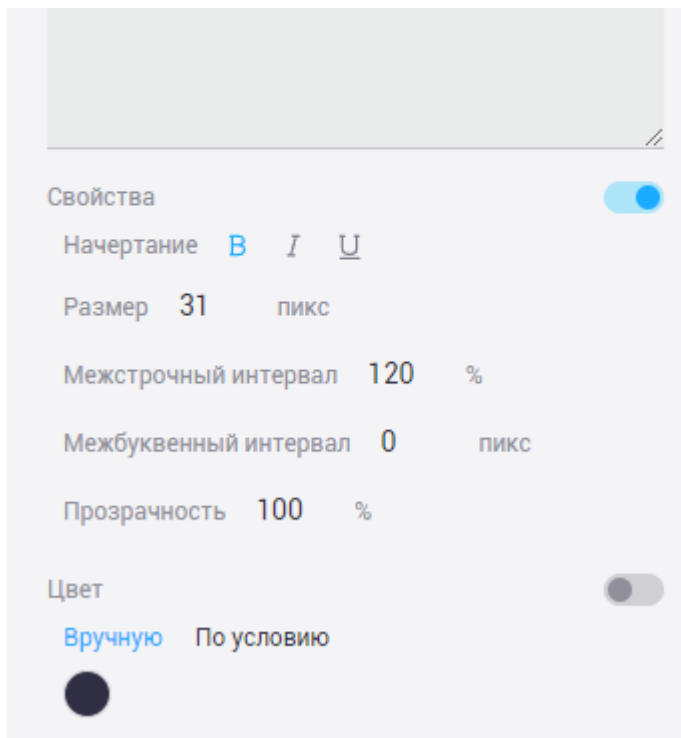 Свойства
Начертание B I U
Размер 31 пикс
Межстрочный интервал 120 %
Межбуквенный интервал 0 пикс
Прозрачность 100 %
Цвет
Вручную По условию